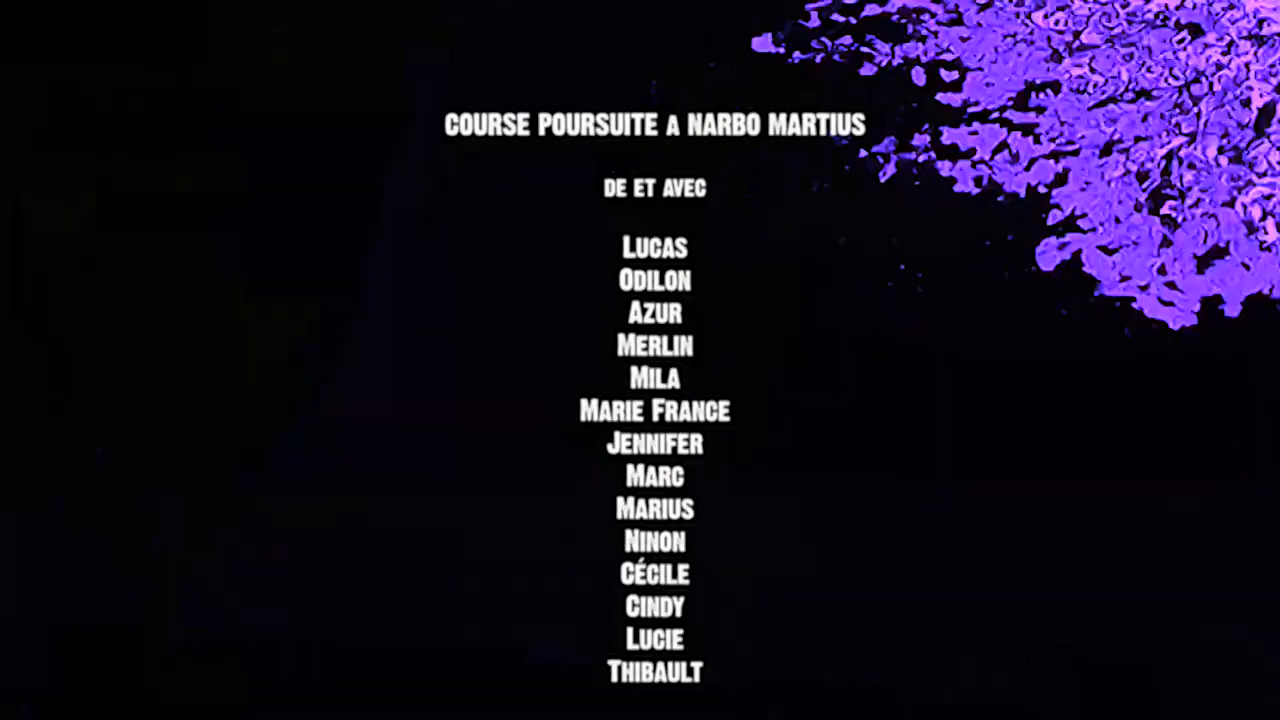 COURSE POURSUITE A NARBO MARTIUS
DE ET AVEC
LUCAS
ODILON
AZUR
MERLIN
MILA
MARIE FRANCE
JENNIFER
MARC
MARIUS
NINON
CÉCILE
CINDY
LUCIE
THIBAULT